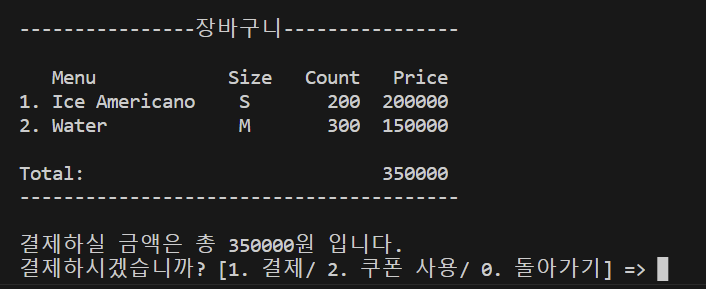 ----------------장바구니----------------
Menu Size Count Price
1. Ice Americano S 200 200000
2. Water M 300 150000
Total: 350000
----------------------------------------
결제하실 금액은 총 350000원 입니다.
결제하시겠습니까? [1. 결제/ 2. 쿠폰 사용/ 0. 돌아가기] =>